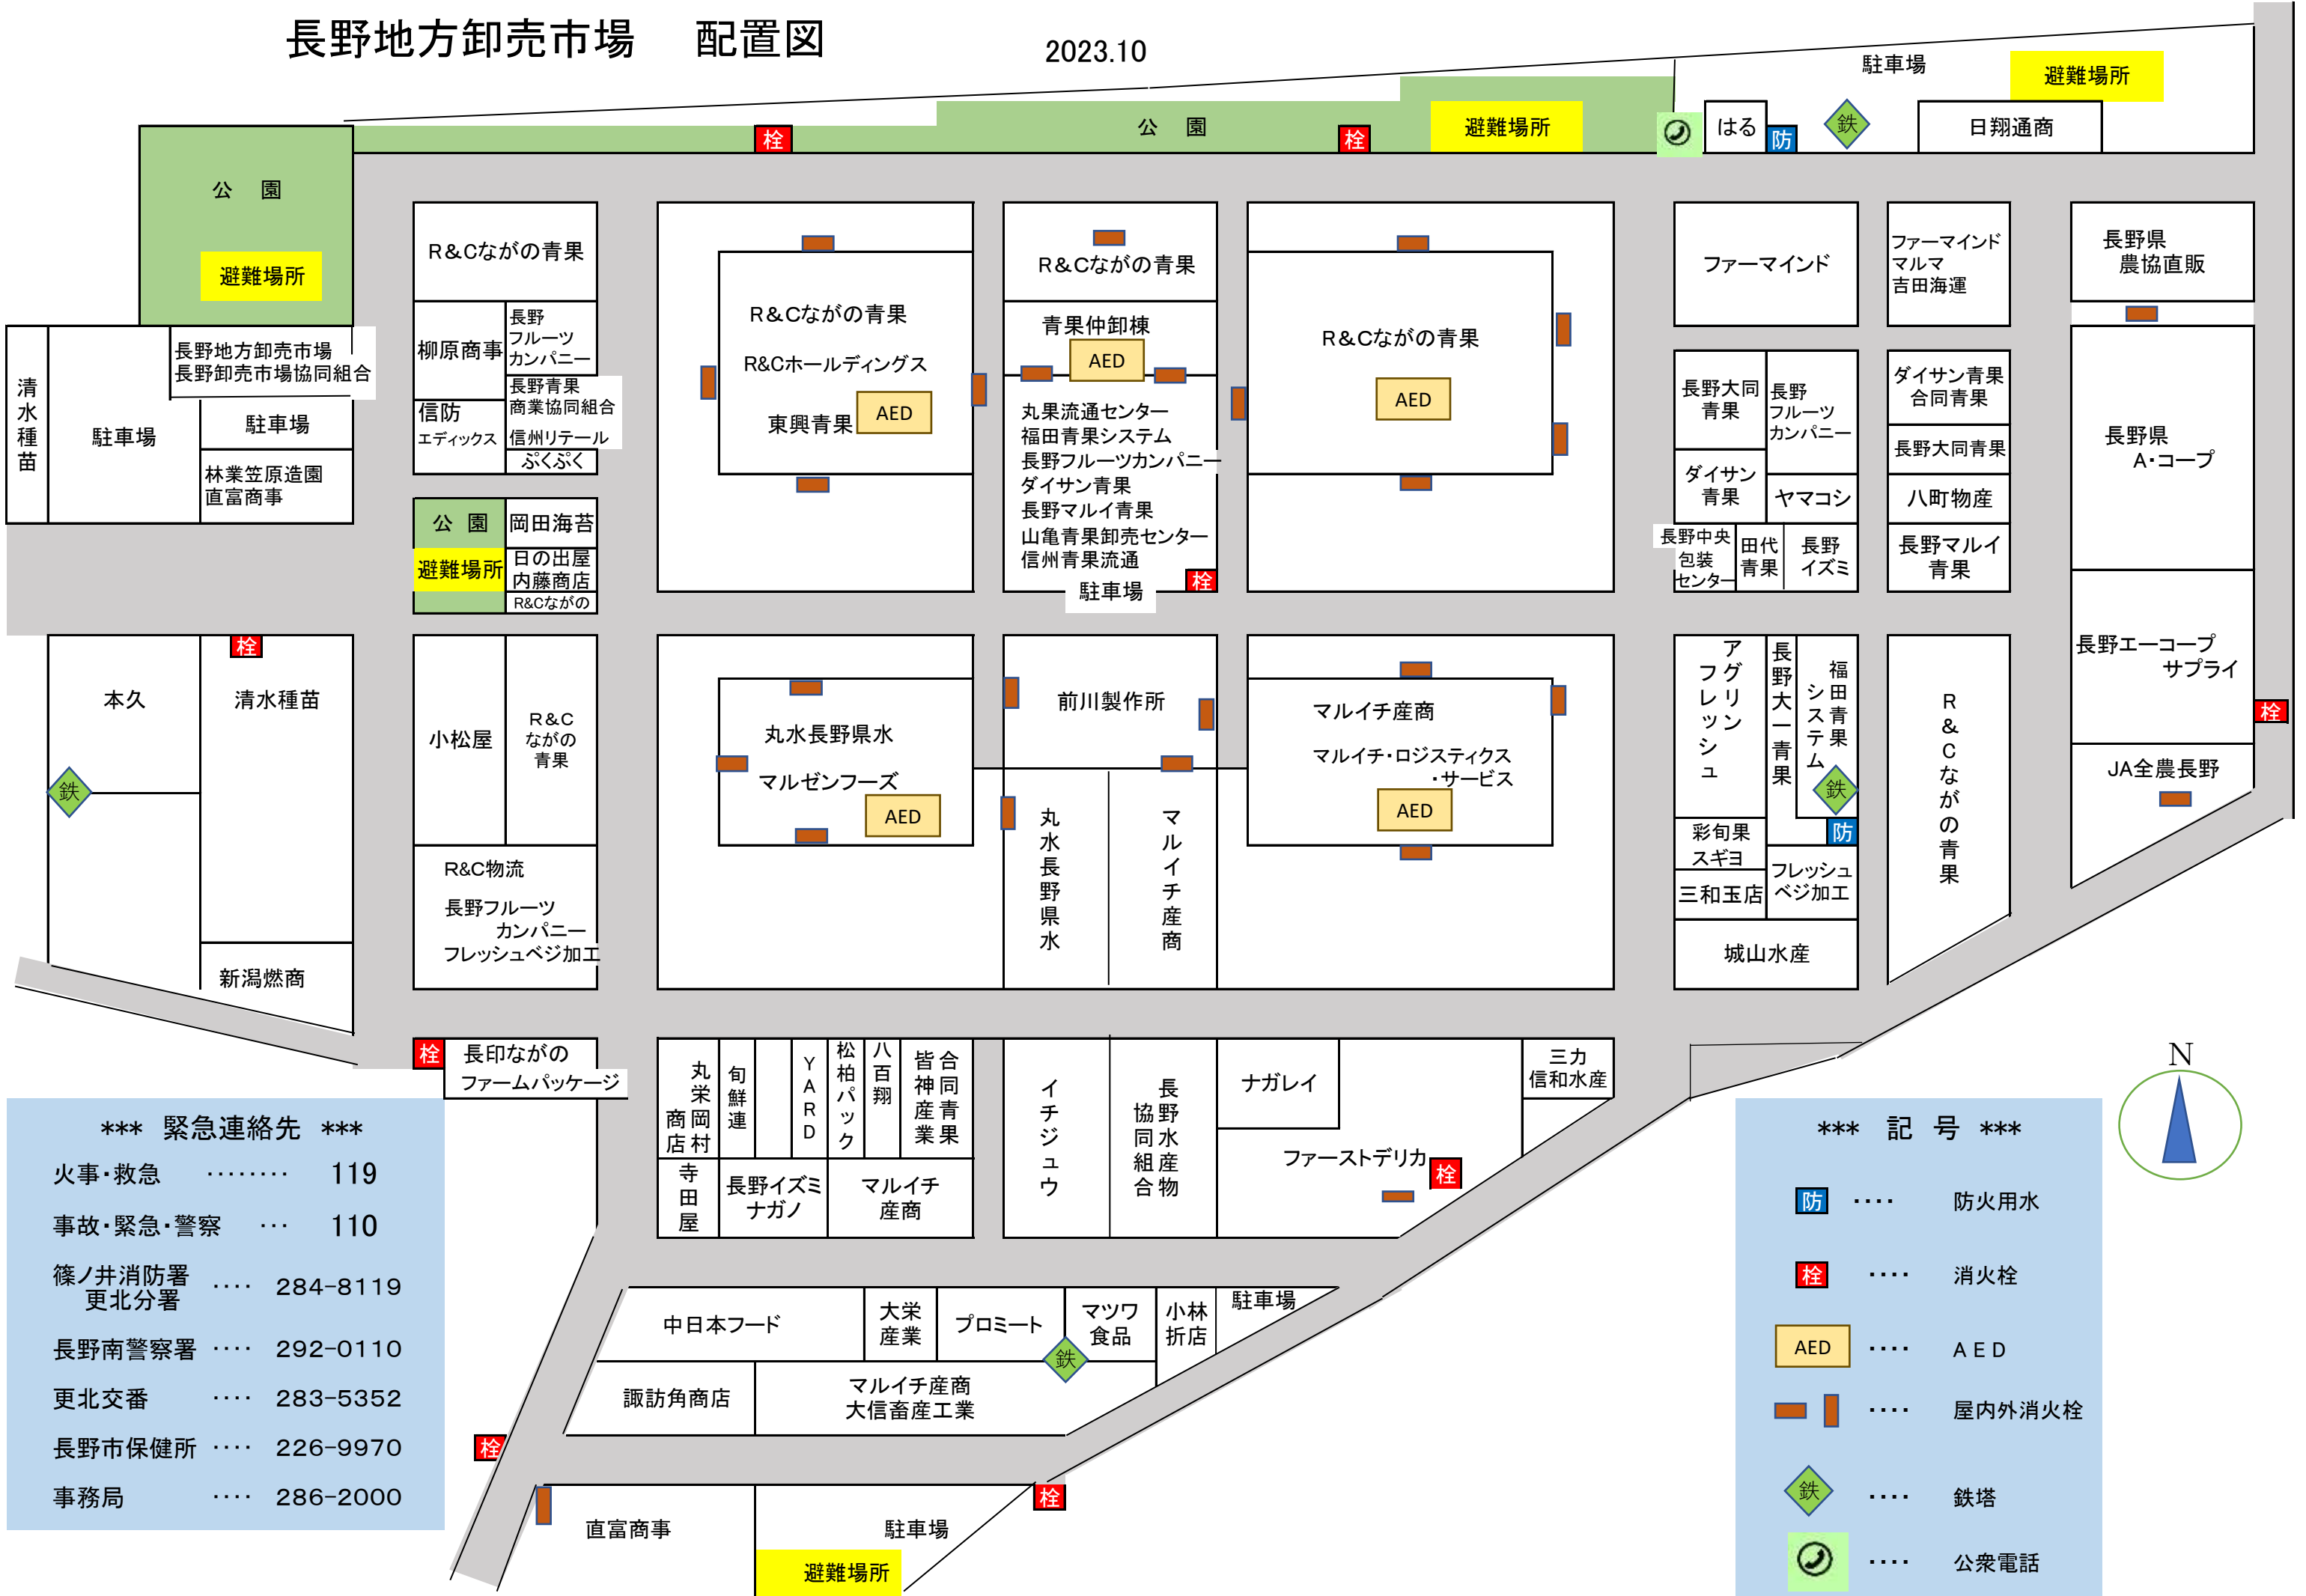 長野地方卸売市場　配置図
2023.10
駐車場
避難場所
栓
公　園
栓
避難場所
はる
防
鉄
日翔通商
公　園
避難場所
R&Cながの青果
柳原商事
長野
フルーツ
カンパニー
長野青果
商業協同組合
信防
エディックス
信州リテール
ぷくぷく
公　園
避難場所
岡田海苔
日の出屋
内藤商店
R&Cながの
清水種苗
駐車場
長野地方卸売市場
長野卸売市場協同組合
駐車場
林業笠原造園
直富商事
R&Cながの青果
R&Cホールディングス
東興青果
AED
R&Cながの青果
青果仲卸棟
AED
丸果流通センター
福田青果システム
長野フルーツカンパニー
ダイサン青果
長野マルイ青果
山亀青果卸売センター
信州青果流通
栓
駐車場
R&Cながの青果
AED
ファーマインド
ファーマインド
マルマ
吉田海運
長野県
農協直販
長野大同
青果
長野
フルーツ
カンパニー
ダイサン
青果
ヤマコシ
長野中央
包装
センター
田代
青果
長野
イズミ
ダイサン青果
合同青果
長野大同青果
八町物産
長野マルイ
青果
長野県
A・コープ
長野エーコープ
サプライ
栓
JA全農長野
本久
鉄
栓
清水種苗
新潟燃商
小松屋
R&C
ながの
青果
R&C物流
長野フルーツ
カンパニー
フレッシュベジ加工
丸水長野県水
マルゼンフーズ
AED
前川製作所
丸水長野県水
マルイチ産商
マルイチ産商
マルイチ・ロジスティクス
・サービス
AED
アグリン
フレッシュ
長野大一青果
福田青果
システム
鉄
防
彩旬果
スギヨ
三和玉店
フレッシュ
ベジ加工
城山水産
R&Cながの青果
栓
長印ながの
ファームパッケージ
丸栄岡村
商店
旬鮮連
YARD
松柏パック
八百翔
合同青果
皆神産業
寺田屋
長野イズミ
ナガノ
マルイチ
産商
イチジュウ
長野水産物
協同組合
ナガレイ
ファーストデリカ
栓
三力
信和水産
中日本フード
大栄
産業
プロミート
マツワ
食品
小林
折店
駐車場
鉄
諏訪角商店
マルイチ産商
大信畜産工業
栓
栓
直富商事
駐車場
避難場所
*** 緊急連絡先 ***
火事・救急 ‥‥‥‥ 119
事故・緊急・警察 ‥‥ 110
篠ノ井消防署
更北分署 ‥‥ 284-8119
長野南警察署 ‥‥ 292-0110
更北交番 ‥‥ 283-5352
長野市保健所 ‥‥ 226-9970
事務局 ‥‥ 286-2000
N
*** 記 号 ***
防 ‥‥ 防火用水
栓 ‥‥ 消火栓
AED ‥‥ AED
‥‥ 屋内外消火栓
鉄 ‥‥ 鉄塔
‥‥ 公衆電話